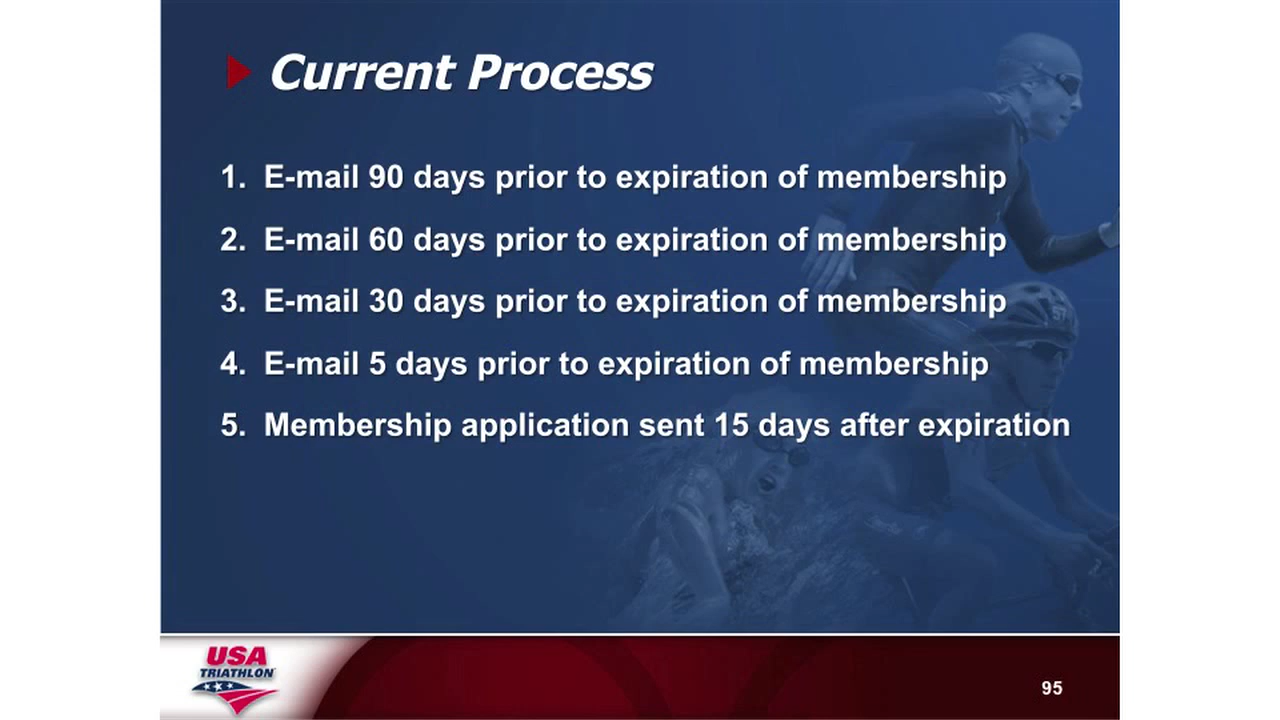 Current Process
1. E-mail 90 days prior to expiration of membership
2. E-mail 60 days prior to expiration of membership
3. E-mail 30 days prior to expiration of membership
4. E-mail 5 days prior to expiration of membership
5. Membership application sent 15 days after expiration
57
USA
TRIATHLON
95